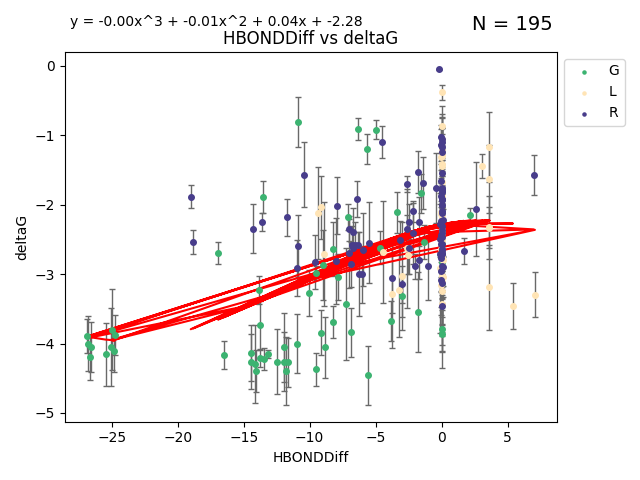 y = -0.00x^3 + -0.01x^2 + 0.04x + -2.28
N = 195
HBONDDiff vs deltaG
G
L
R
0
−1
−2
−3
−4
−5
deltaG
−25 −20 −15 −10 −5 0 5
HBONDDiff